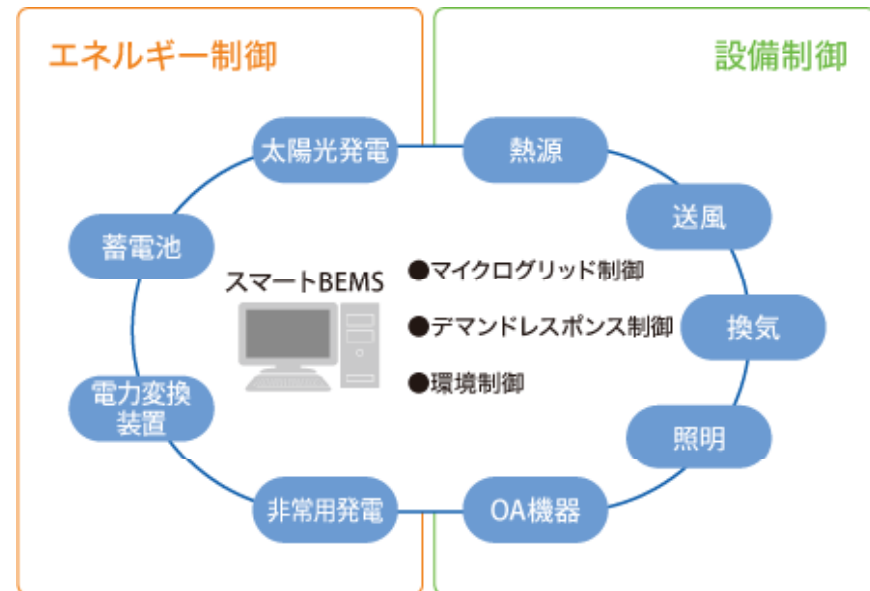 エネルギー制御
設備制御
太陽光発電
熱源
送風
蓄電池
スマートBEMS
●マイクログリッド制御
●デマンドレスポンス制御
●環境制御
換気
電力変換
装置
照明
非常用発電
OA機器